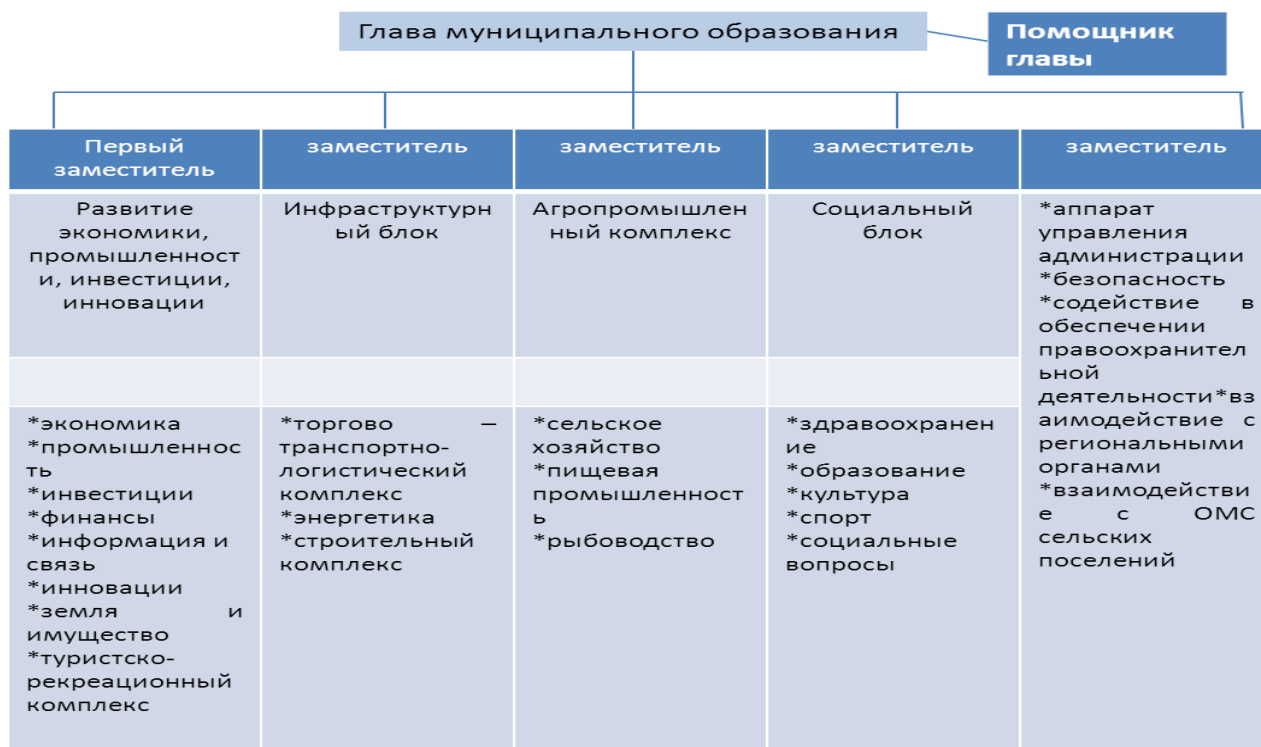 Глава муниципального образования
Помощник
главы
Первый
заместитель
заместитель
заместитель
заместитель
заместитель
Развитие
экономики,
промышленност
и, инвестиции,
инновации
Инфраструктурн
ый блок
Агропромышлен
ный комплекс
Социальный
блок
*аппарат
управления
администрации
*безопасность
*содействие в
обеспечении
правоохранител
ьной
деятельности*вз
аимодействие с
региональными
органами
*взаимодействи
е с ОМС
сельских
поселений
*экономика
*промышленнос
ть
*инвестиции
*финансы
*информация и
связь
*инновации
*земля и
имущество
*туристско-
рекреационный
комплекс
*торгово –
транспортно-
логистический
комплекс
*энергетика
*строительный
комплекс
*сельское
хозяйство
*пищевая
промышленност
ь
*рыбоводство
*здравоохранен
ие
*образование
*культура
*спорт
*социальные
вопросы